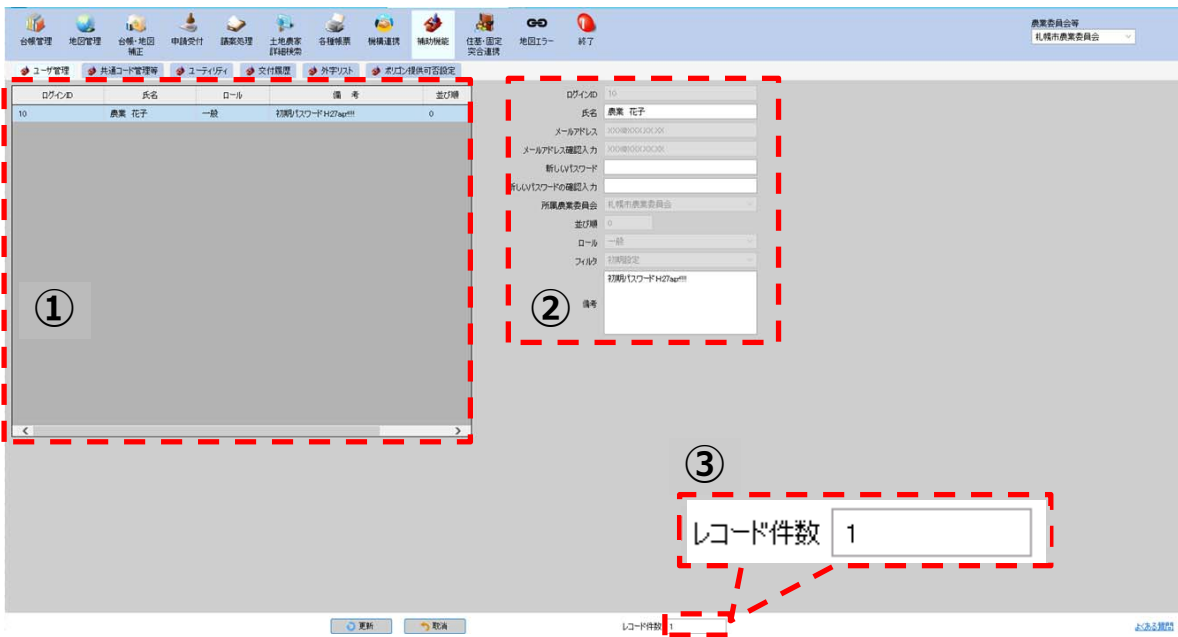 台帳管理 地図管理 台帳・地図補正 申請受付 議案処理 土地農家詳細検索 各種帳票 機構連携 補助機能 住基・固定突合連携 地図エラー 終了
農業委員会等
札幌市農業委員会
ユーザ管理 共通コード管理等 ユーティリティ 交付履歴 外字リスト ポリゴン提供可否設定
ログインID 氏名 ロール 備 考 並び順
10 農業 花子 一般 初期パスワード H27apr!!!! 0
①
ログインID 10
氏名 農業 花子
メールアドレス
メールアドレス確認入力
新しいパスワード
新しいパスワードの確認入力
所属農業委員会 札幌市農業委員会
並び順 0
ロール 一般
フィルタ 初期設定
備考 初期パスワード H27apr!!!!
②
③
レコード件数 1
更新 取消
レコード件数 1
よくある質問